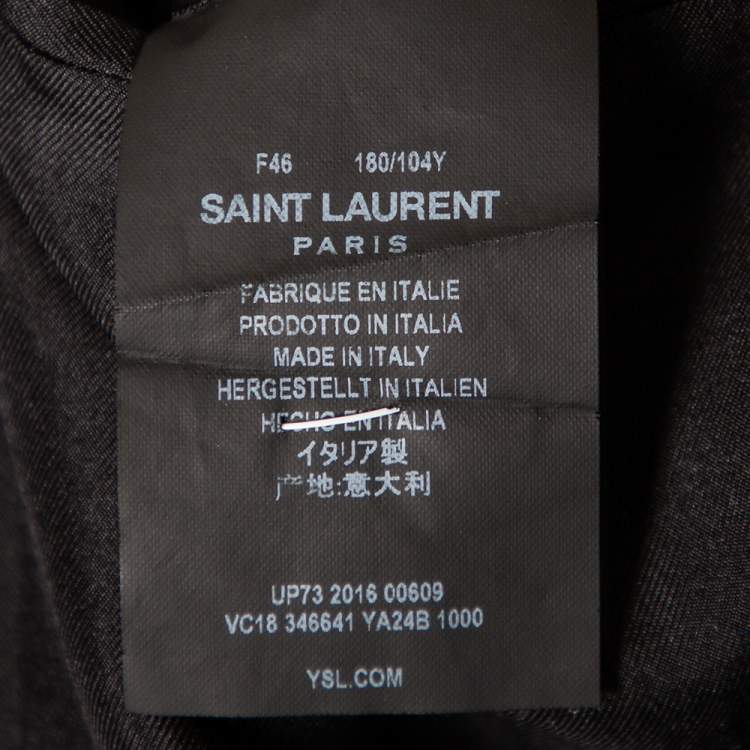 F46 180/104Y
SAINT LAURENT
PARIS
FABRIQUE EN ITALIE
PRODOTTO IN ITALIA
MADE IN ITALY
HERGESTELLT IN ITALIEN
HECHO EN ITALIA
イタリア製
产地:意大利
UP73 2016 00609
VC18 346641 YA24B 1000
YSL.COM